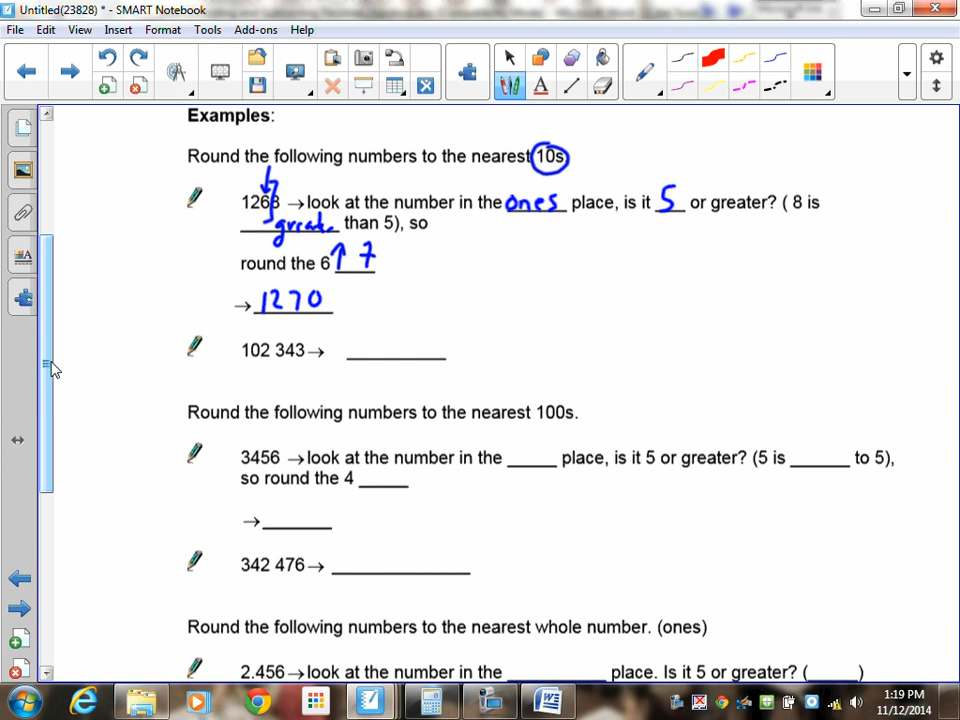 Untitled(23828) * - SMART Notebook
File Edit View Insert Format Tools Add-ons Help
Examples:
Round the following numbers to the nearest 10s.
1268 →look at the number in the ones place, is it 5 or greater? ( 8 is
great. than 5), so
round the 6 ↑ 7
→ 1270
102 343→ __________
Round the following numbers to the nearest 100s.
3456 →look at the number in the _____ place, is it 5 or greater? (5 is ______ to 5),
so round the 4 _____
→_______
342 476→ ______________
Round the following numbers to the nearest whole number. (ones)
2.456→look at the number in the __________ place. Is it 5 or greater? (_____)
1:19 PM
11/12/2014